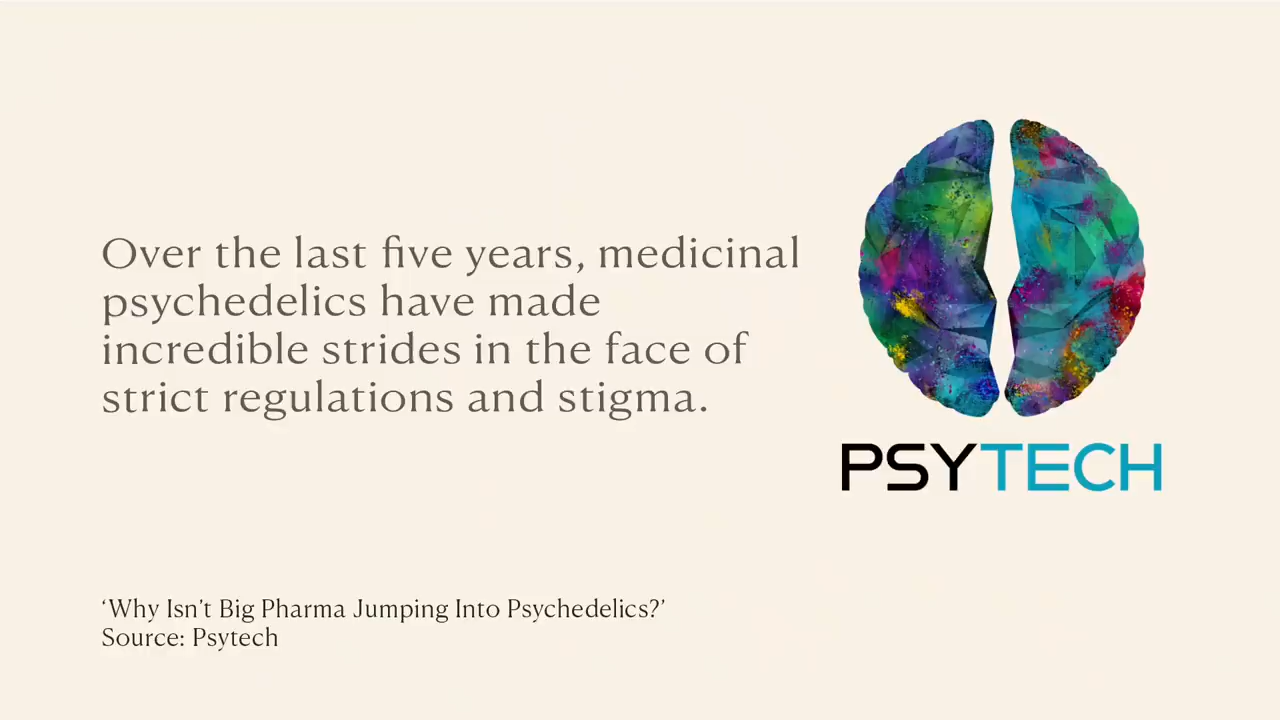 Over the last five years, medicinal
psychedelics have made
incredible strides in the face of
strict regulations and stigma.
PSYTECH
‘Why Isn’t Big Pharma Jumping Into Psychedelics?’
Source: Psytech